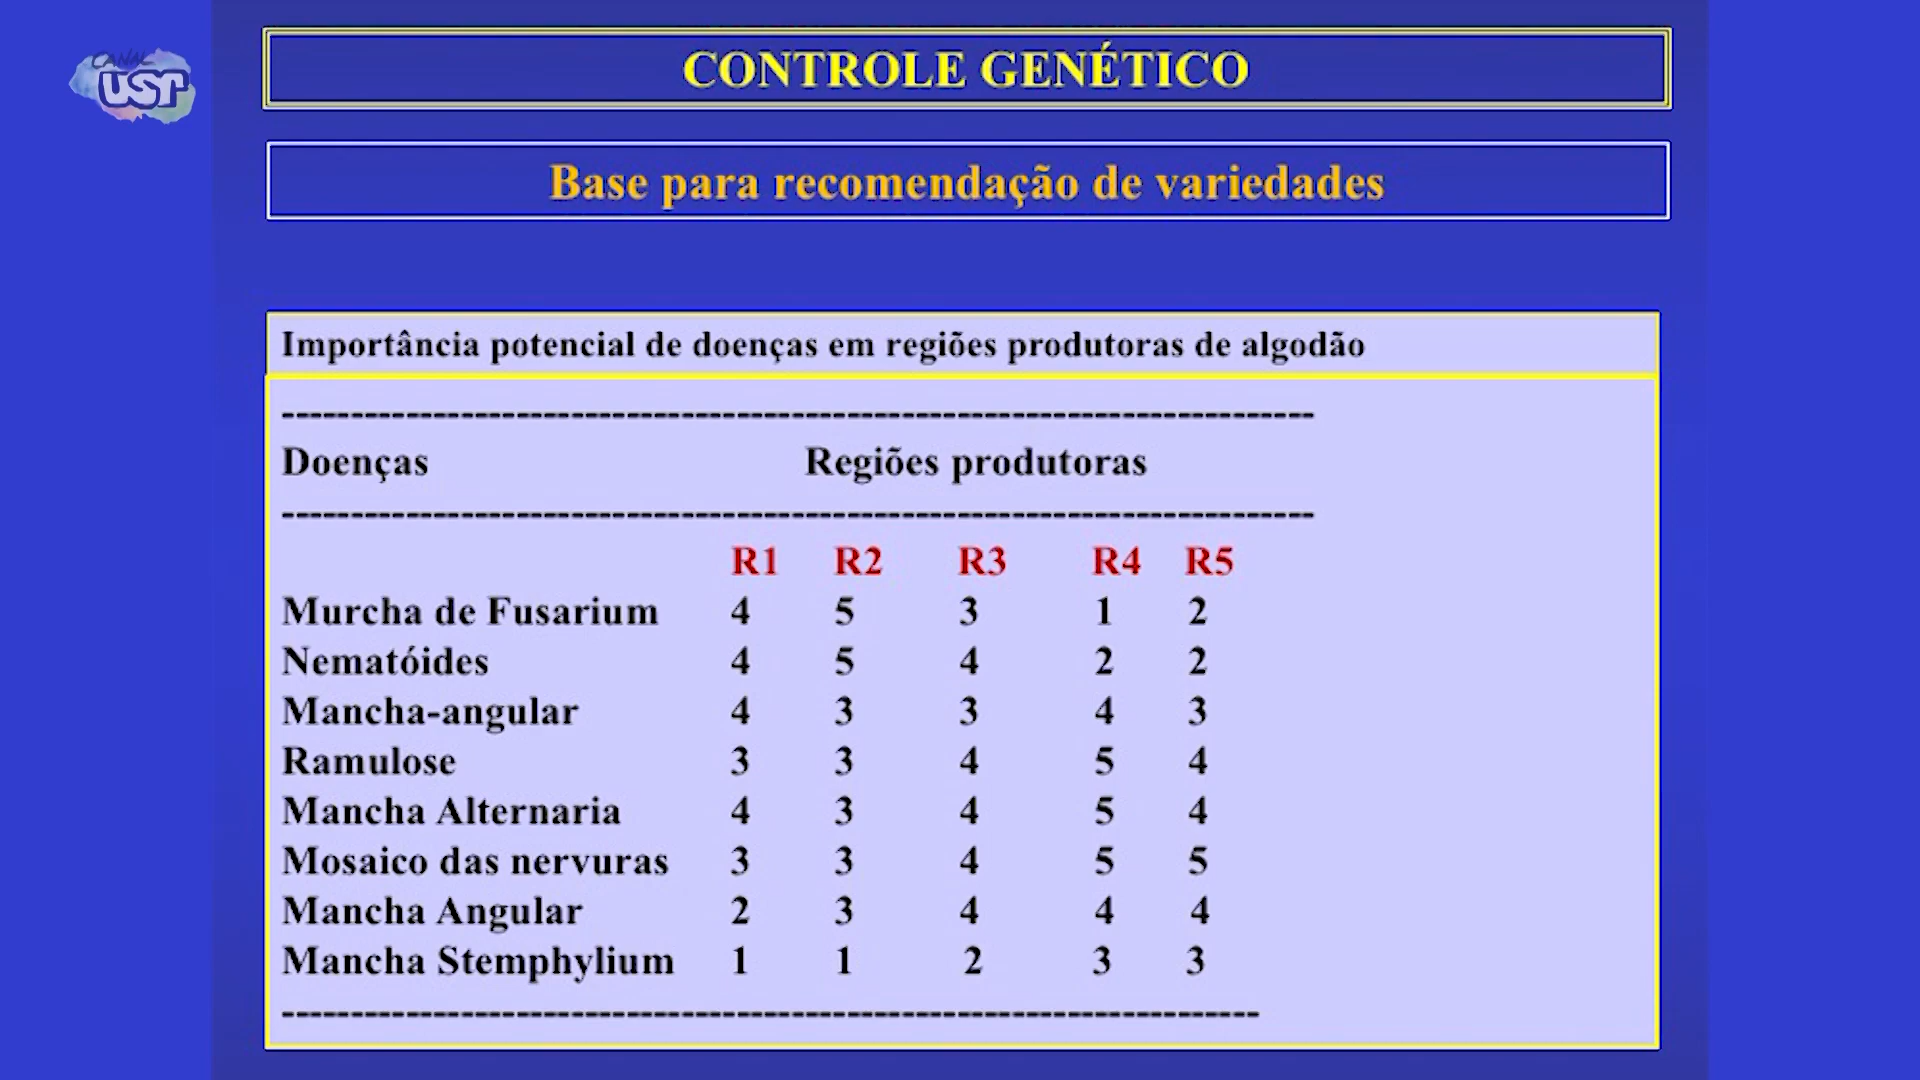 CANAL
USP
CONTROLE GENÉTICO
Base para recomendação de variedades
Importância potencial de doenças em regiões produtoras de algodão
---------------------------------------------------------------------------
Doenças Regiões produtoras
---------------------------------------------------------------------------
R1 R2 R3 R4 R5
Murcha de Fusarium 4 5 3 1 2
Nematóides 4 5 4 2 2
Mancha-angular 4 3 3 4 3
Ramulose 3 3 4 5 4
Mancha Alternaria 4 3 4 5 4
Mosaico das nervuras 3 3 4 5 5
Mancha Angular 2 3 4 4 4
Mancha Stemphylium 1 1 2 3 3
-----------------------------------------------------------------------